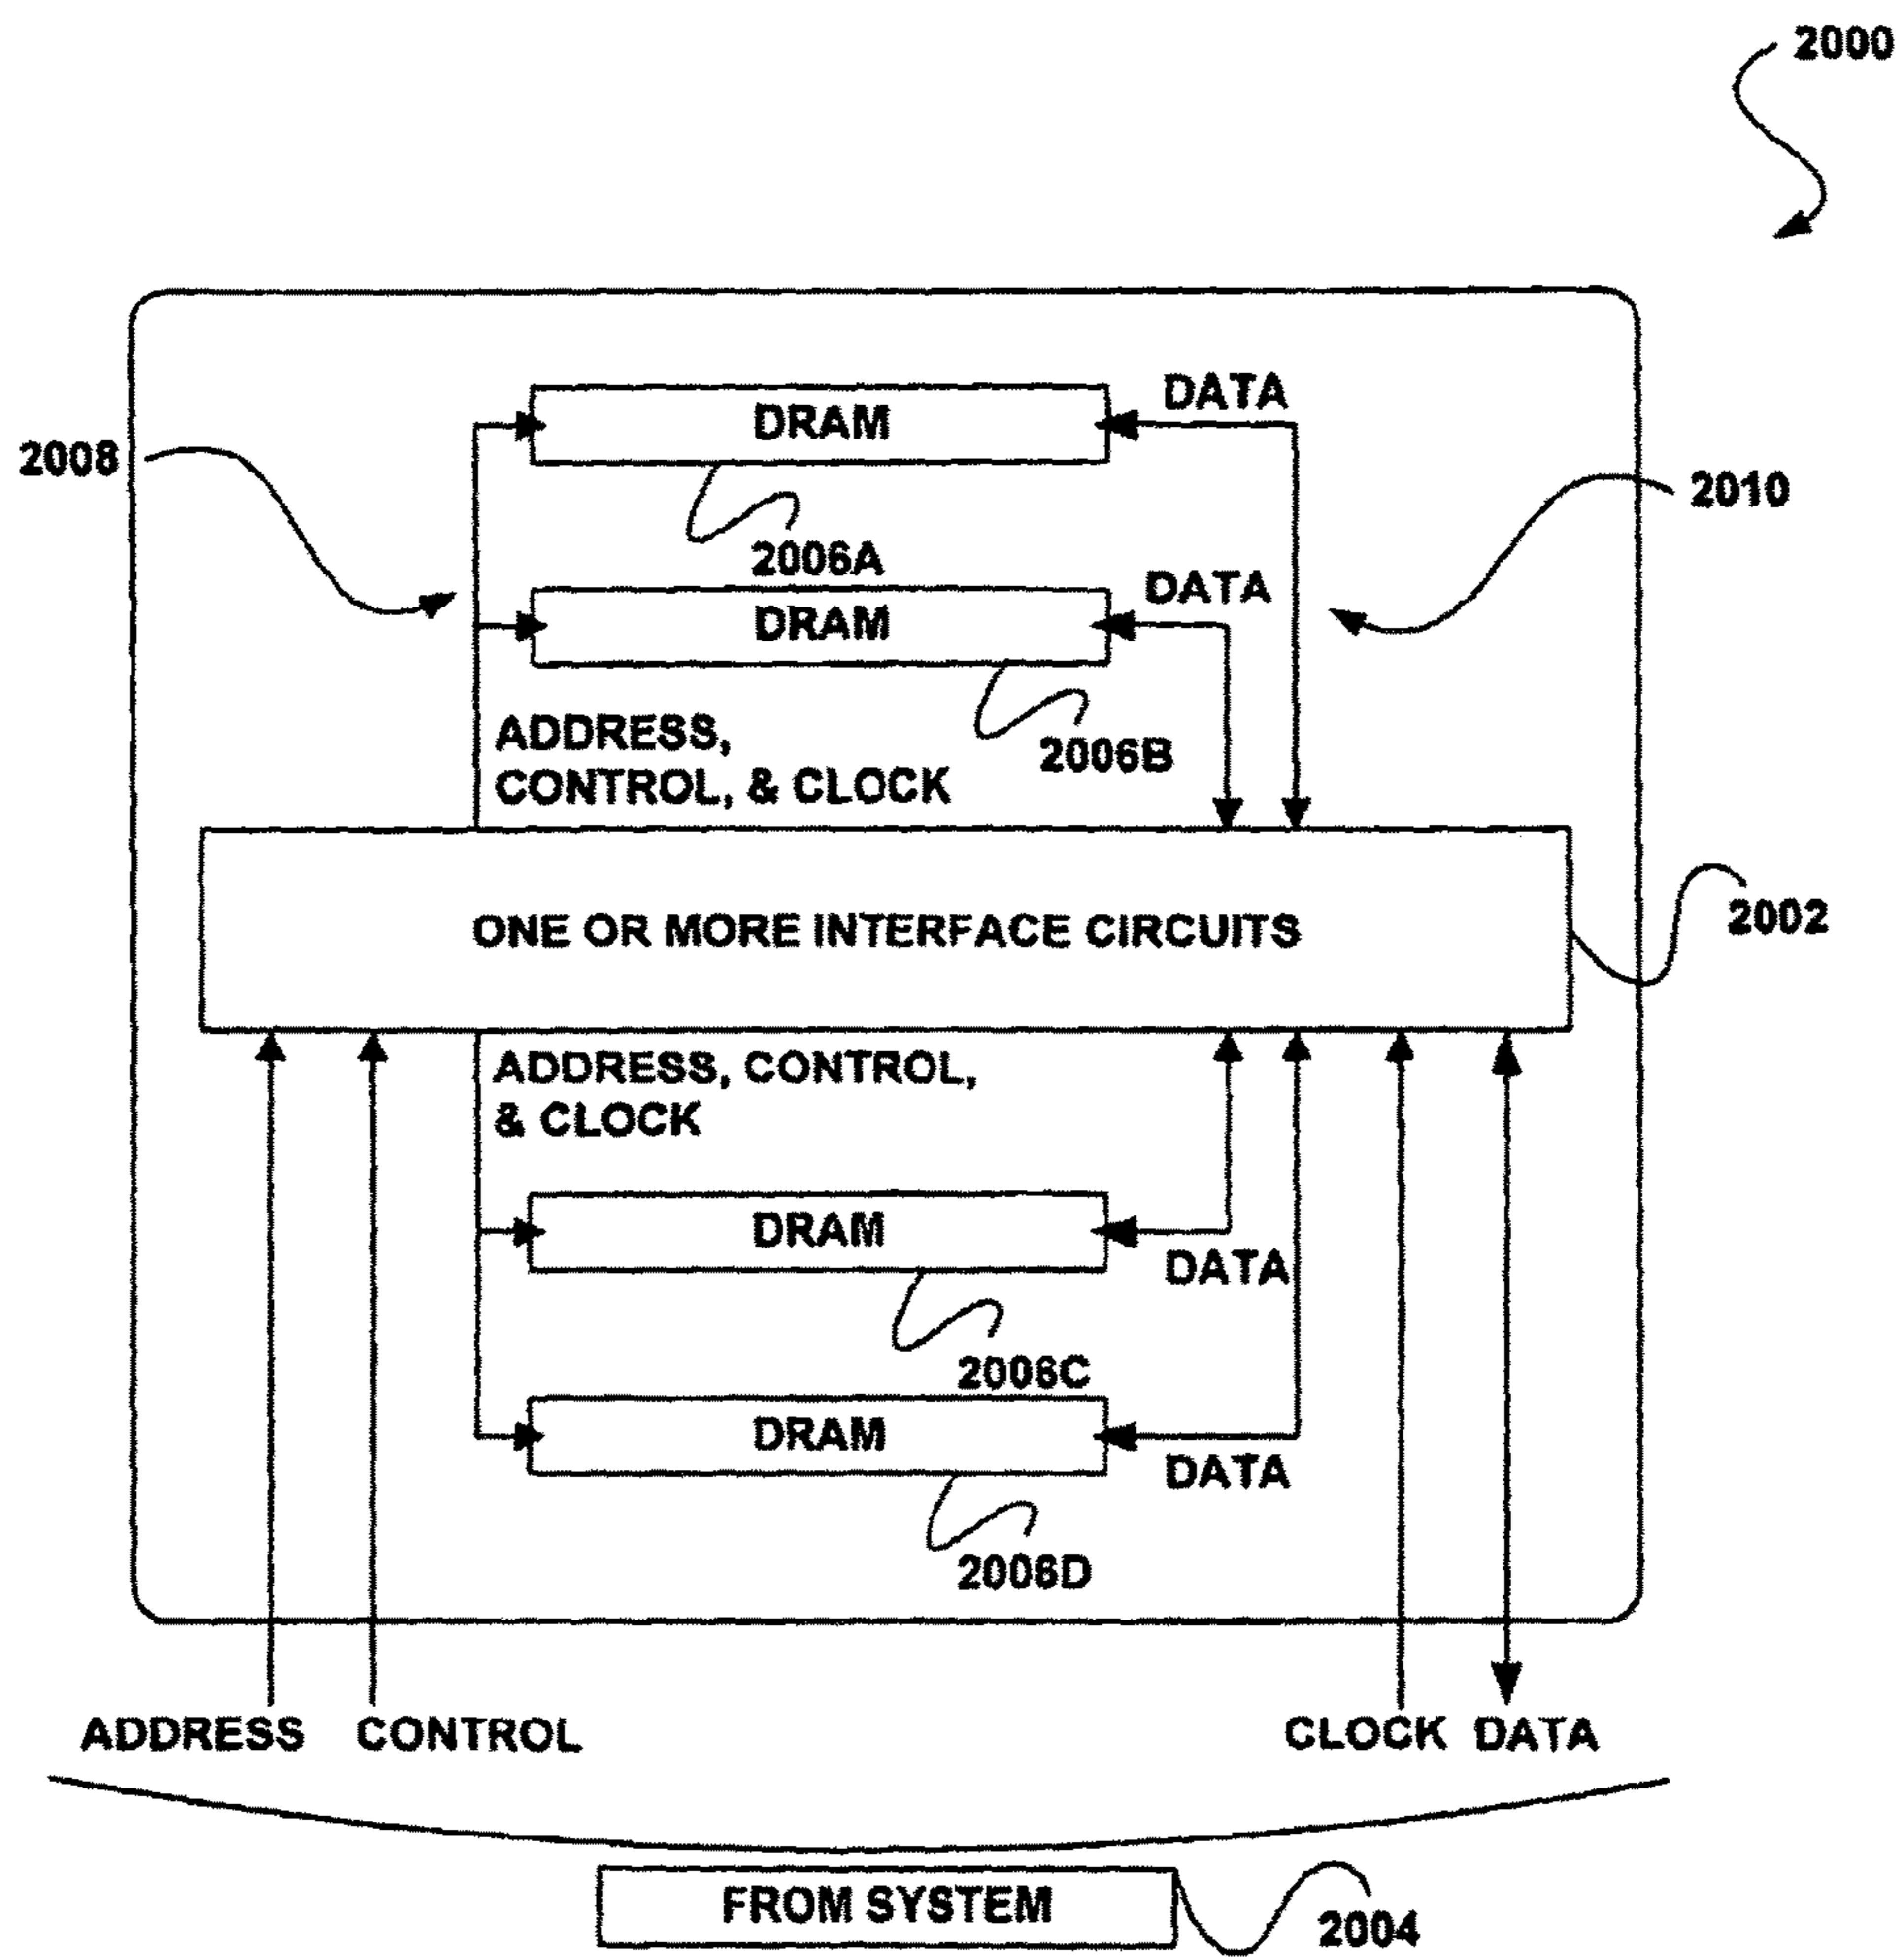 2000
DRAM
DATA
2008
2010
2006A
DATA
DRAM
2006B
ADDRESS,
CONTROL, & CLOCK
ONE OR MORE INTERFACE CIRCUITS
2002
ADDRESS, CONTROL,
& CLOCK
DRAM
DATA
2006C
DRAM
DATA
2006D
ADDRESS CONTROL CLOCK DATA
FROM SYSTEM
2004